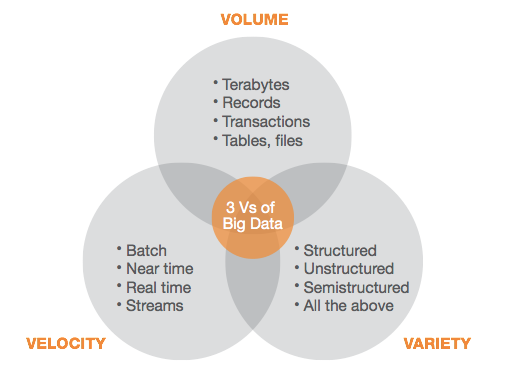 VOLUME
• Terabytes
• Records
• Transactions
• Tables, files
3 Vs of
Big Data
• Batch
• Near time
• Real time
• Streams
• Structured
• Unstructured
• Semistructured
• All the above
VELOCITY
VARIETY